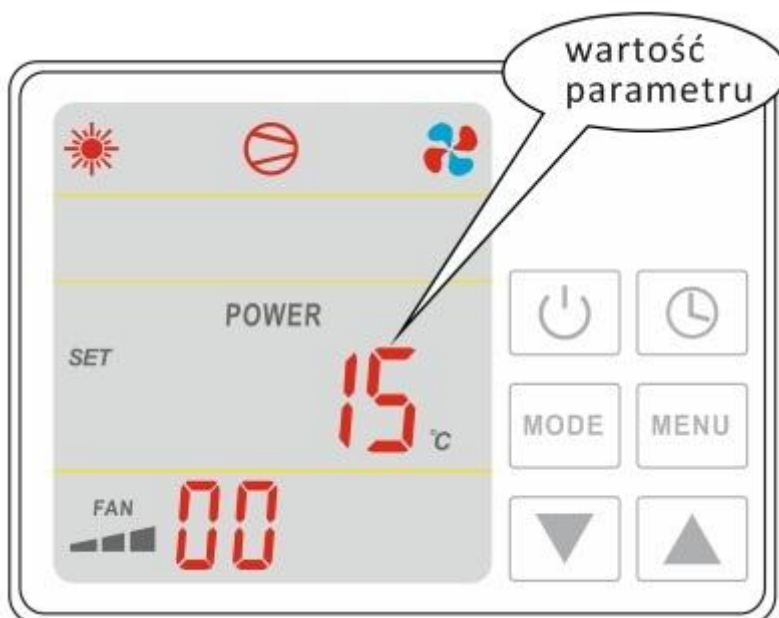 wartość
parametru
POWER
SET
15 °C
FAN
00
MODE
MENU